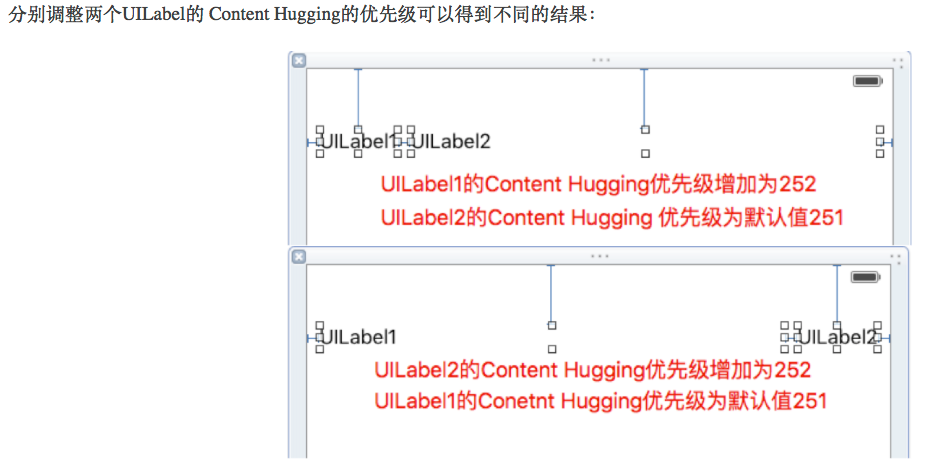 分别调整两个UILabel的 Content Hugging的优先级可以得到不同的结果：
UILabel1 UILabel2
UILabel1的Content Hugging优先级增加为252
UILabel2的Content Hugging 优先级为默认值251
UILabel1 UILabel2
UILabel2的Content Hugging优先级增加为252
UILabel1的Conetnt Hugging优先级为默认值251